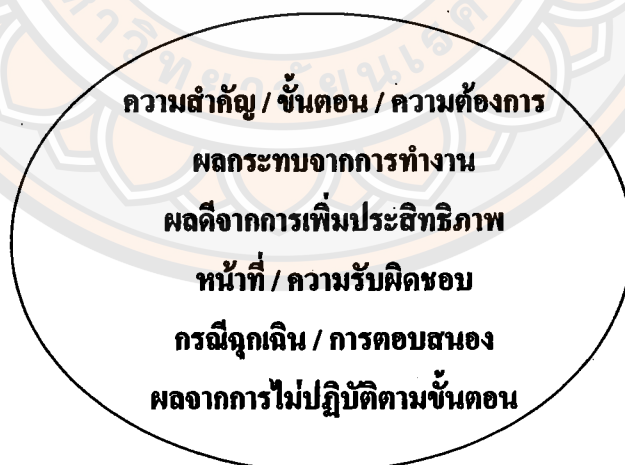 ความสำคัญ / ขั้นตอน / ความต้องการ
ผลกระทบจากการทำงาน
ผลดีจากการเพิ่มประสิทธิภาพ
หน้าที่ / ความรับผิดชอบ
กรณีฉุกเฉิน / การตอบสนอง
ผลจากการไม่ปฏิบัติตามขั้นตอน